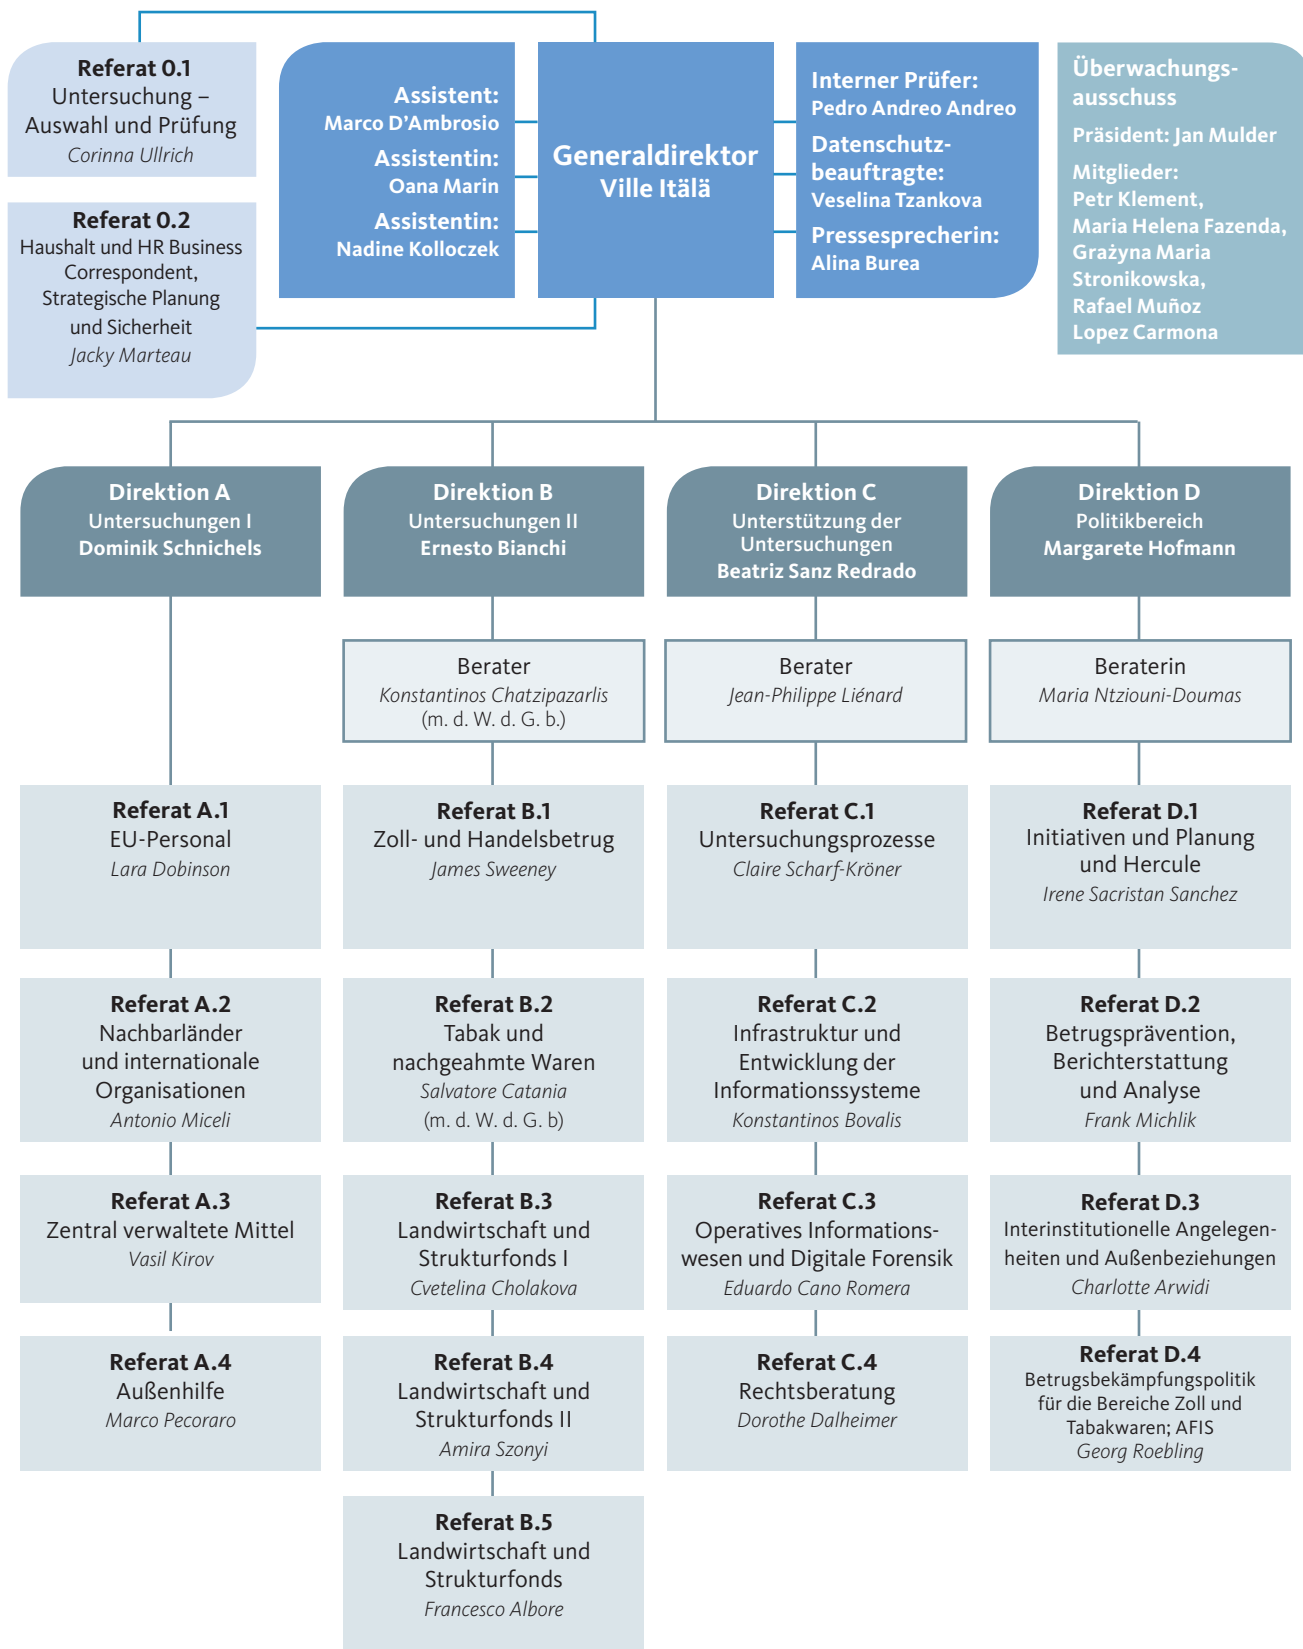 Referat 0.1
Untersuchung –
Auswahl und Prüfung
Corinna Ullrich
Referat 0.2
Haushalt und HR Business
Correspondent,
Strategische Planung
und Sicherheit
Jacky Marteau
Assistent:
Marco D’Ambrosio
Assistentin:
Oana Marin
Assistentin:
Nadine Kolloczek
Generaldirektor
Ville Itälä
Interner Prüfer:
Pedro Andreo Andreo
Datenschutz-
beauftragte:
Veselina Tzankova
Pressesprecherin:
Alina Burea
Überwachungs-
ausschuss
Präsident: Jan Mulder
Mitglieder:
Petr Klement,
Maria Helena Fazenda,
Grażyna Maria
Stronikowska,
Rafael Muñoz
Lopez Carmona
Direktion A
Untersuchungen I
Dominik Schnichels
Referat A.1
EU-Personal
Lara Dobinson
Referat A.2
Nachbarländer
und internationale
Organisationen
Antonio Miceli
Referat A.3
Zentral verwaltete Mittel
Vasil Kirov
Referat A.4
Außenhilfe
Marco Pecoraro
Direktion B
Untersuchungen II
Ernesto Bianchi
Berater
Konstantinos Chatzipazarlis
(m. d. W. d. G. b.)
Referat B.1
Zoll- und Handelsbetrug
James Sweeney
Referat B.2
Tabak und
nachgeahmte Waren
Salvatore Catania
(m. d. W. d. G. b)
Referat B.3
Landwirtschaft und
Strukturfonds I
Cvetelina Cholakova
Referat B.4
Landwirtschaft und
Strukturfonds II
Amira Szonyi
Referat B.5
Landwirtschaft und
Strukturfonds
Francesco Albore
Direktion C
Unterstützung der
Untersuchungen
Beatriz Sanz Redrado
Berater
Jean-Philippe Liénard
Referat C.1
Untersuchungsprozesse
Claire Scharf-Kröner
Referat C.2
Infrastruktur und
Entwicklung der
Informationssysteme
Konstantinos Bovalis
Referat C.3
Operatives Informations-
wesen und Digitale Forensik
Eduardo Cano Romera
Referat C.4
Rechtsberatung
Dorothe Dalheimer
Direktion D
Politikbereich
Margarete Hofmann
Beraterin
Maria Ntziouni-Doumas
Referat D.1
Initiativen und Planung
und Hercule
Irene Sacristan Sanchez
Referat D.2
Betrugsprävention,
Berichterstattung
und Analyse
Frank Michlik
Referat D.3
Interinstitutionelle Angelegen-
heiten und Außenbeziehungen
Charlotte Arwidi
Referat D.4
Betrugsbekämpfungspolitik
für die Bereiche Zoll und
Tabakwaren; AFIS
Georg Roebling